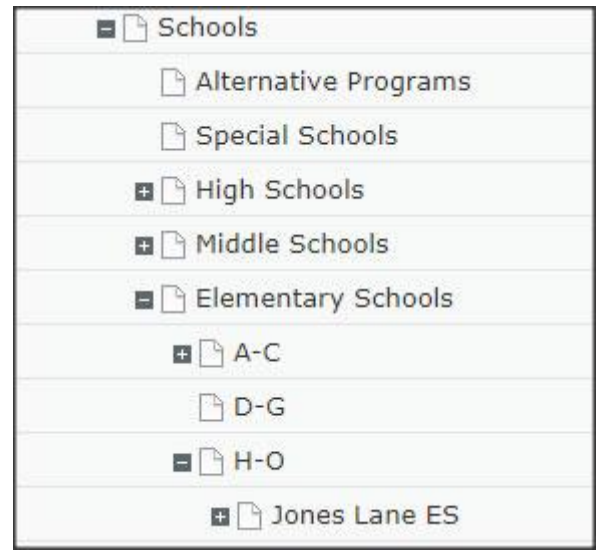 Schools
Alternative Programs
Special Schools
High Schools
Middle Schools
Elementary Schools
A-C
D-G
H-O
Jones Lane ES